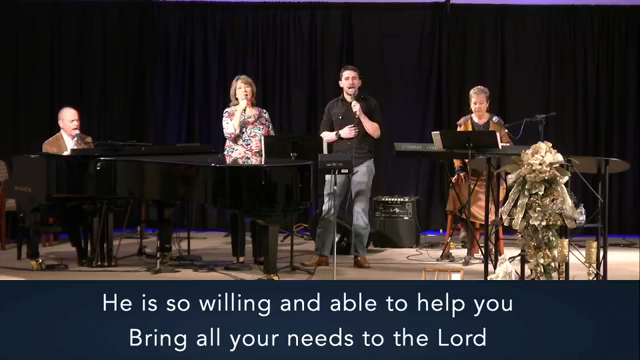 He is so willing and able to help you
Bring all your needs to the Lord